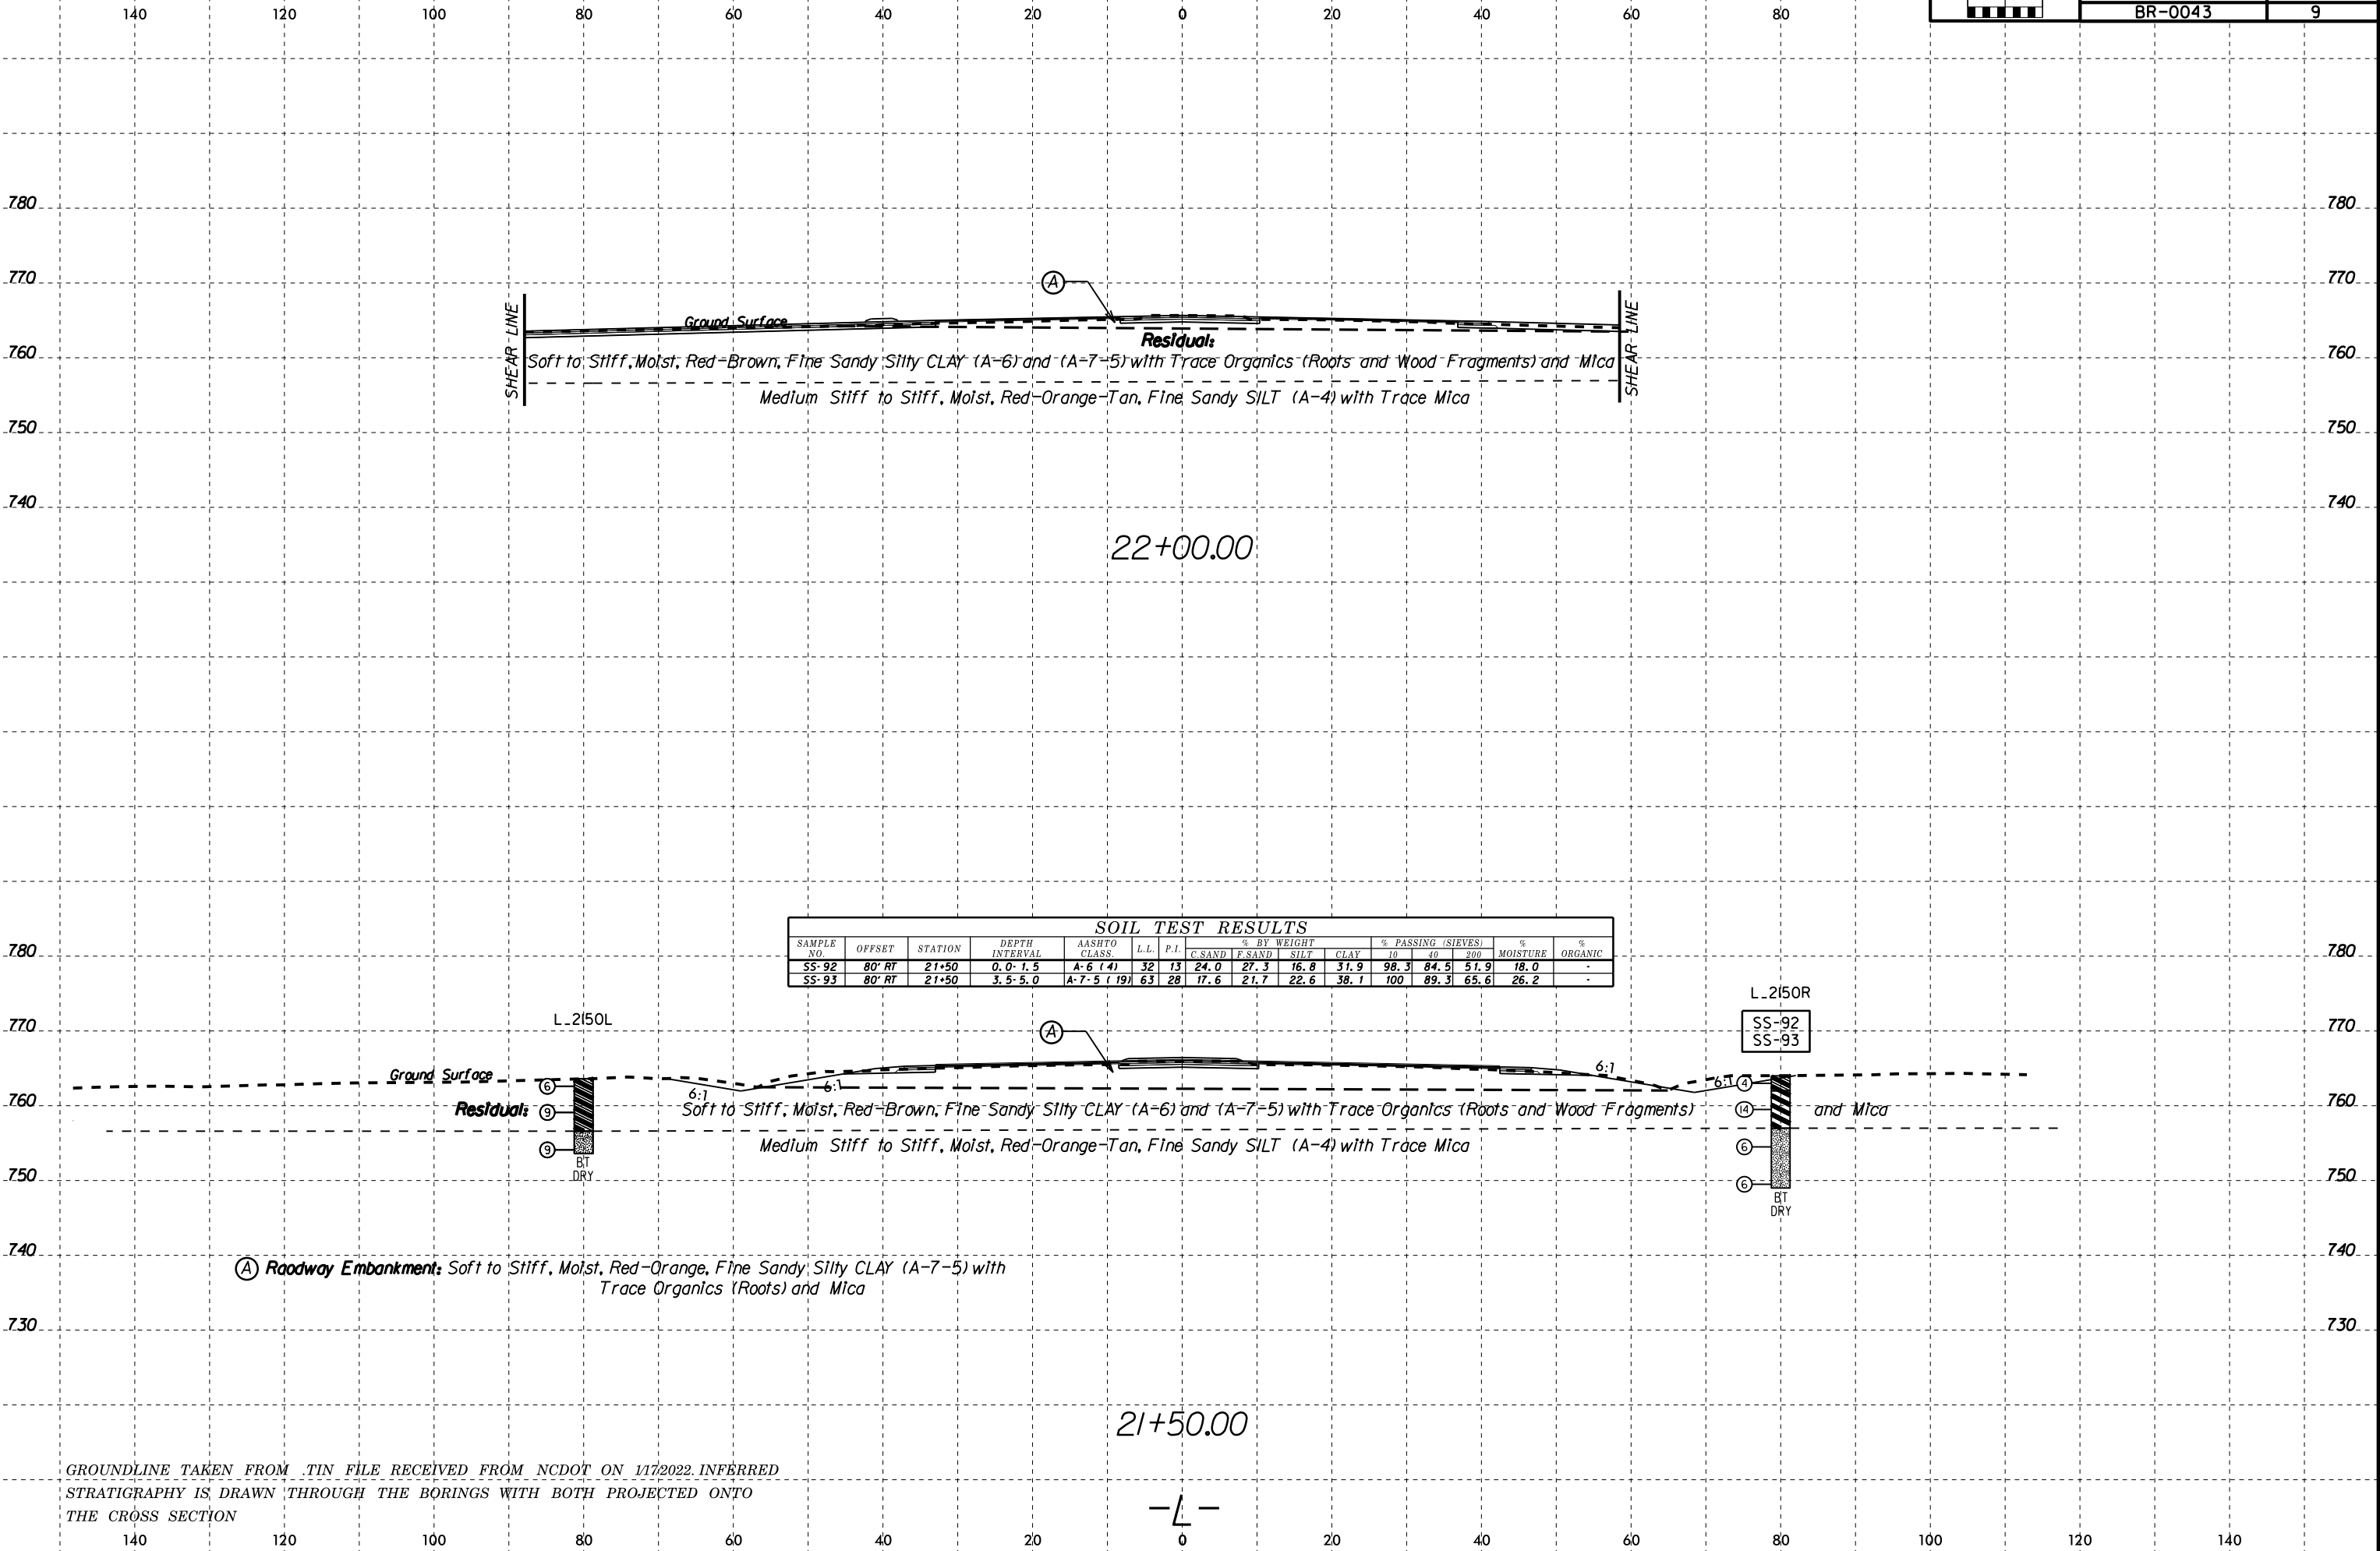 140 120 100 80 60 40 20 0 20 40 60 80
BR-0043 9
780 780
770 770
A
SHEAR LINE
SHEAR LINE
Ground Surface
Residual:
760 760
Soft to Stiff, Moist, Red-Brown, Fine Sandy Silty CLAY (A-6) and (A-7-5) with Trace Organics (Roots and Wood Fragments) and Mica
Medium Stiff to Stiff, Moist, Red-Orange-Tan, Fine Sandy SILT (A-4) with Trace Mica
750 750
740 740
22+00.00
SOIL TEST RESULTS
SAMPLE NO. OFFSET STATION DEPTH INTERVAL AASHTO CLASS. L.L. P.I. % BY WEIGHT % PASSING (SIEVES) % MOISTURE % ORGANIC
C.SAND F.SAND SILT CLAY 10 40 200
SS-92 80' RT 21+50 0.0-1.5 A-6 (4) 32 13 24.0 27.3 16.8 31.9 98.3 84.5 51.9 18.0 -
SS-93 80' RT 21+50 3.5-5.0 A-7-5 (19) 63 28 17.6 21.7 22.6 38.1 100 89.3 65.6 26.2 -
780 780
L_2150L
L_2150R
770 770
A
SS-92
SS-93
Ground Surface
6 6:1 6:1 6:1 6:1 4
760 760
Residual: 9 Soft to Stiff, Moist, Red-Brown, Fine Sandy Silty CLAY (A-6) and (A-7-5) with Trace Organics (Roots and Wood Fragments) 14 and Mica
9 Medium Stiff to Stiff, Moist, Red-Orange-Tan, Fine Sandy SILT (A-4) with Trace Mica 6
BT
DRY
750 750
6
BT
DRY
740 740
A Raodway Embankment: Soft to Stiff, Moist, Red-Orange, Fine Sandy Silty CLAY (A-7-5) with
Trace Organics (Roots) and Mica
730 730
21+50.00
GROUNDLINE TAKEN FROM .TIN FILE RECEIVED FROM NCDOT ON 1/17/2022. INFERRED
STRATIGRAPHY IS DRAWN THROUGH THE BORINGS WITH BOTH PROJECTED ONTO
THE CROSS SECTION
-L-
140 120 100 80 60 40 20 0 20 40 60 80 100 120 140